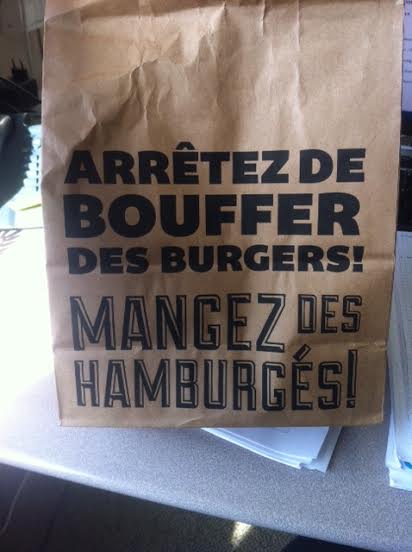 ARRÊTEZ DE
BOUFFER
DES BURGERS!
MANGEZ DES
HAMBURGÉS!